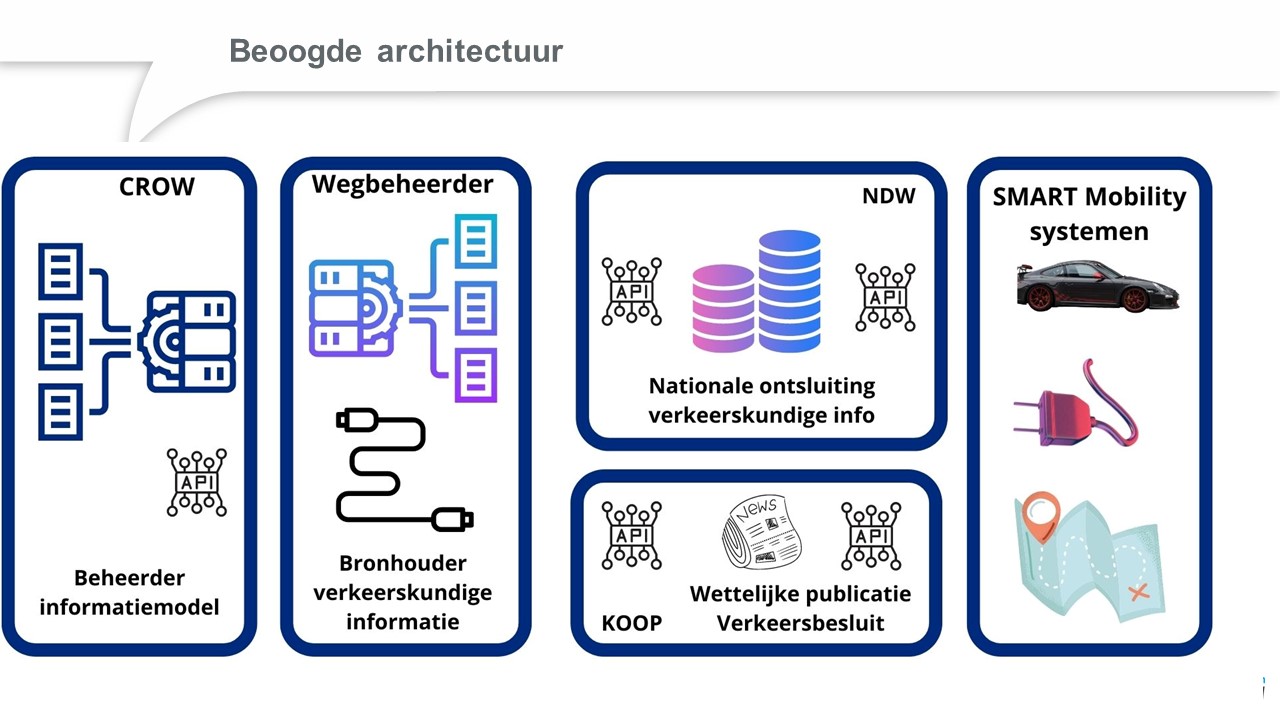 Beoogde architectuur
CROW
API
Beheerder
informatiemodel
Wegbeheerder
Bronhouder
verkeerskundige
informatie
NDW
API
API
Nationale ontsluiting
verkeerskundige info
API
NEWS
API
Wettelijke publicatie
KOOP
Verkeersbesluit
SMART Mobility
systemen